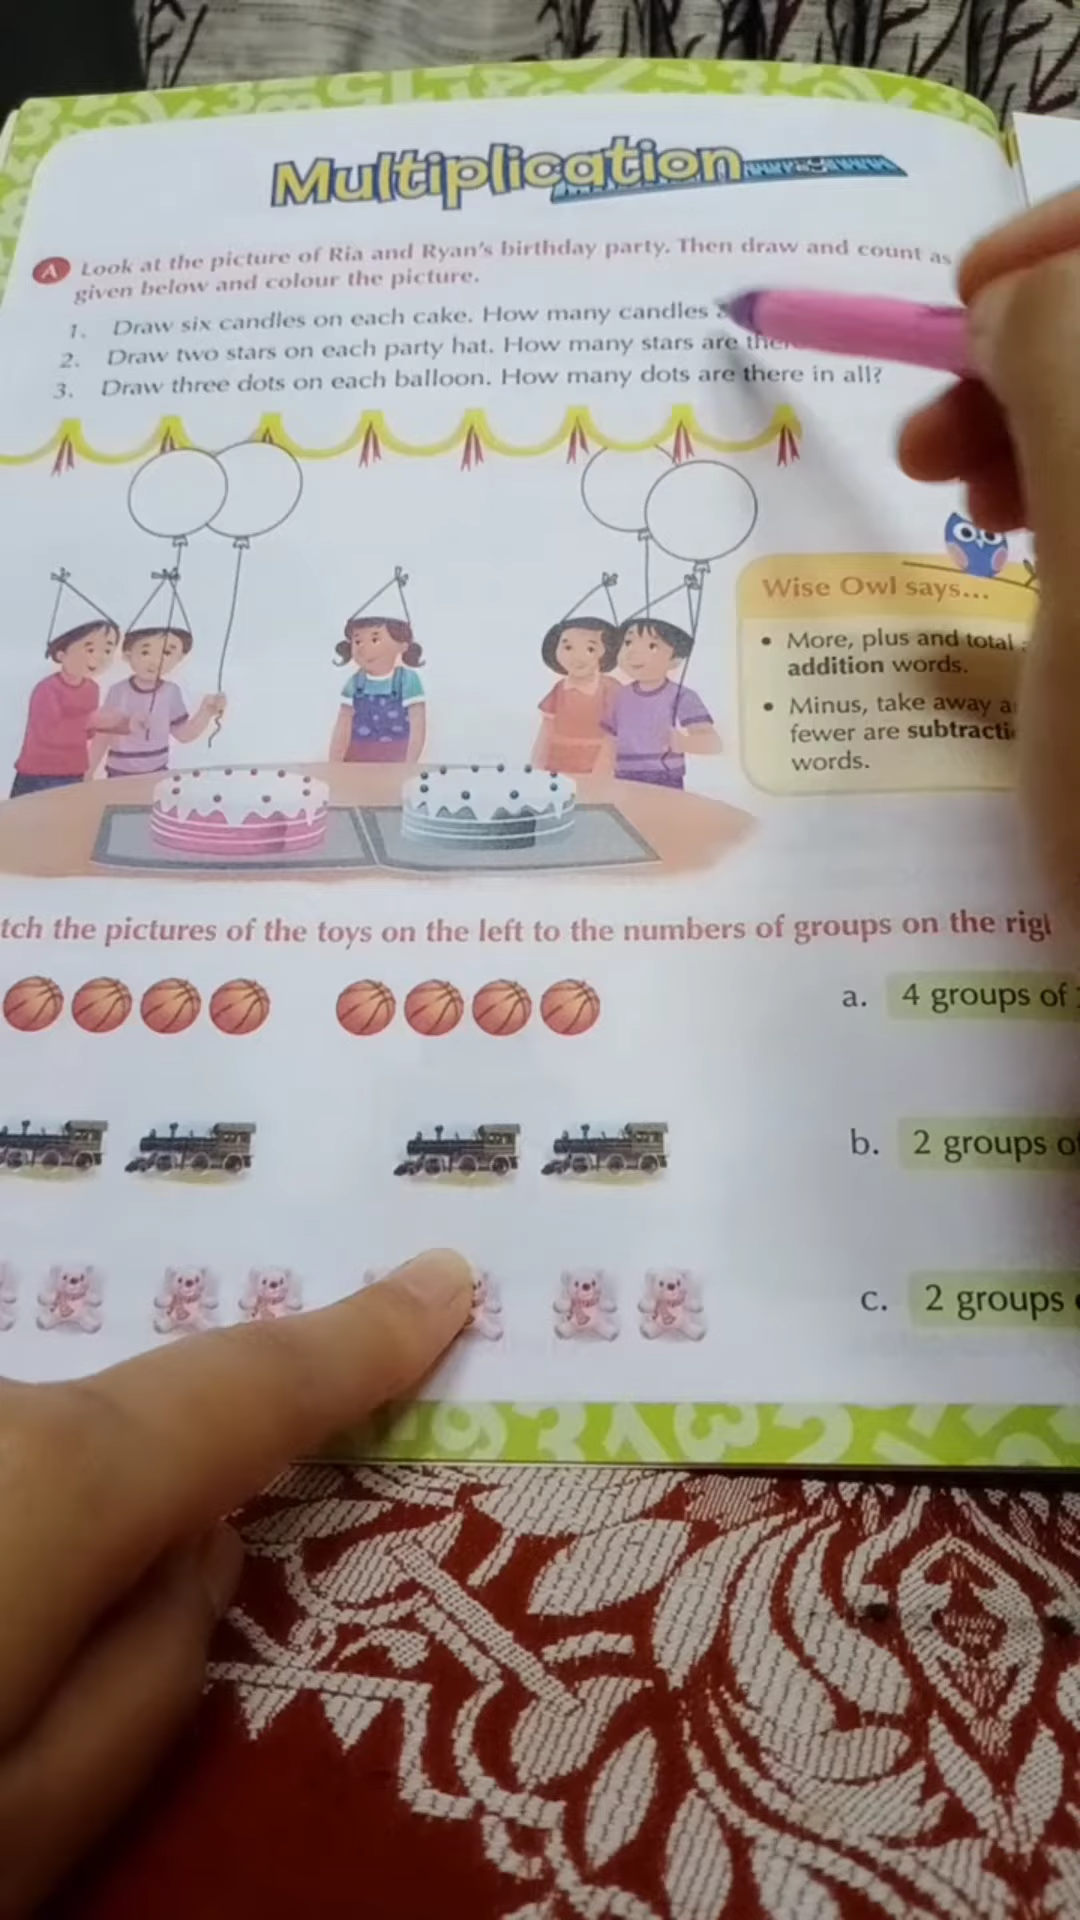 Multiplication
A Look at the picture of Ria and Ryan's birthday party. Then draw and count as
given below and colour the picture.
1. Draw six candles on each cake. How many candles
2. Draw two stars on each party hat. How many stars are
3. Draw three dots on each balloon. How many dots are there in all?
Wise Owl says...
• More, plus and total
addition words.
• Minus, take away
fewer are
words.
the pictures of the toys on the left to the numbers of groups on the
a. 4 groups of
b. 2 groups
c. 2 groups